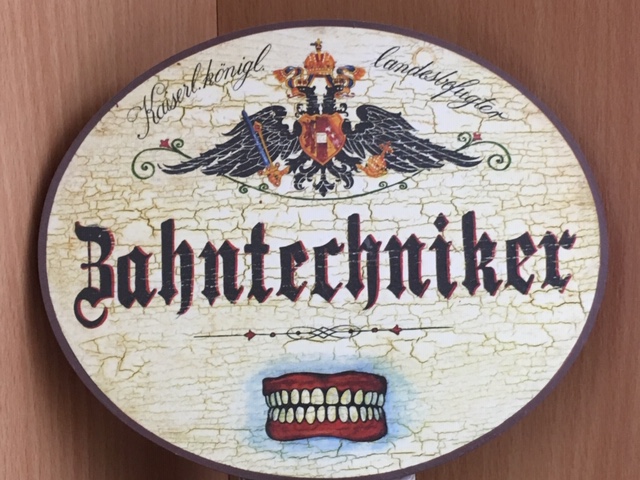 Kaiserl. königl. landesbefugter
Zahntechniker